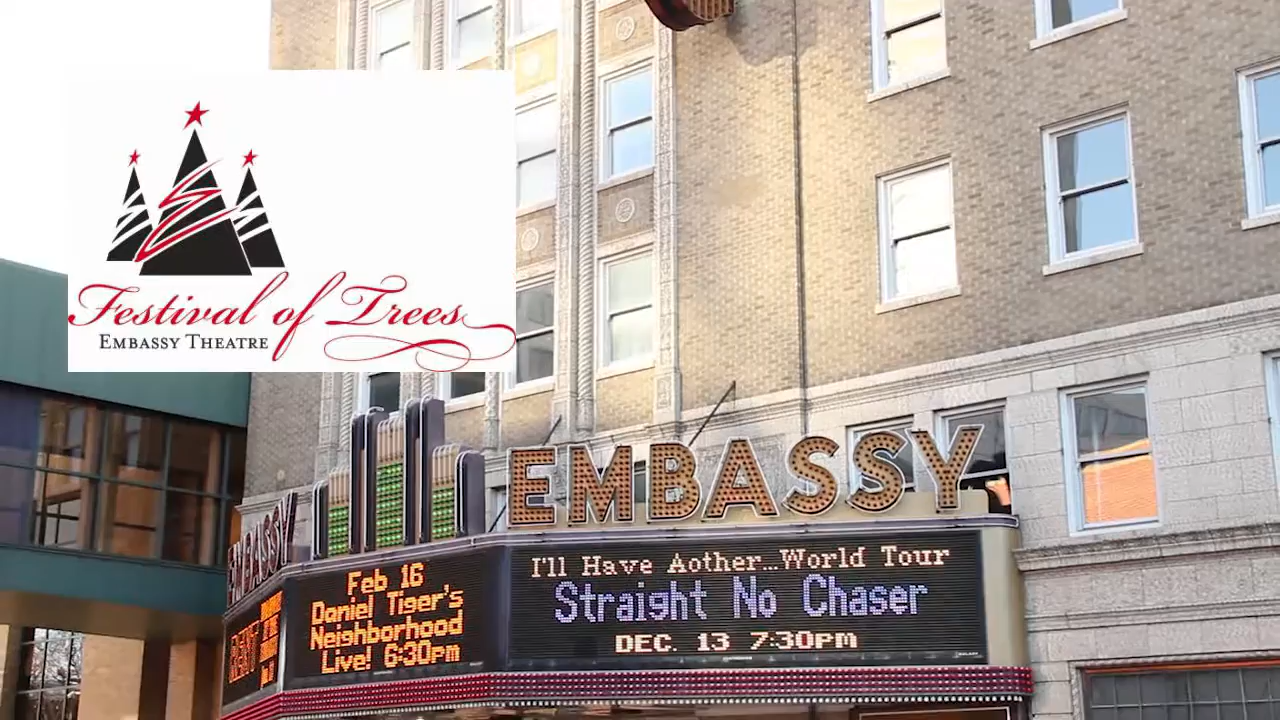 Festival of Trees
EMBASSY THEATRE
EMBASSY
EMBASSY
Feb 16
Daniel Tiger's
Neighborhood
Live! 6:30pm
I'll Have Aother...World Tour
Straight No Chaser
DEC. 13 7:30pm